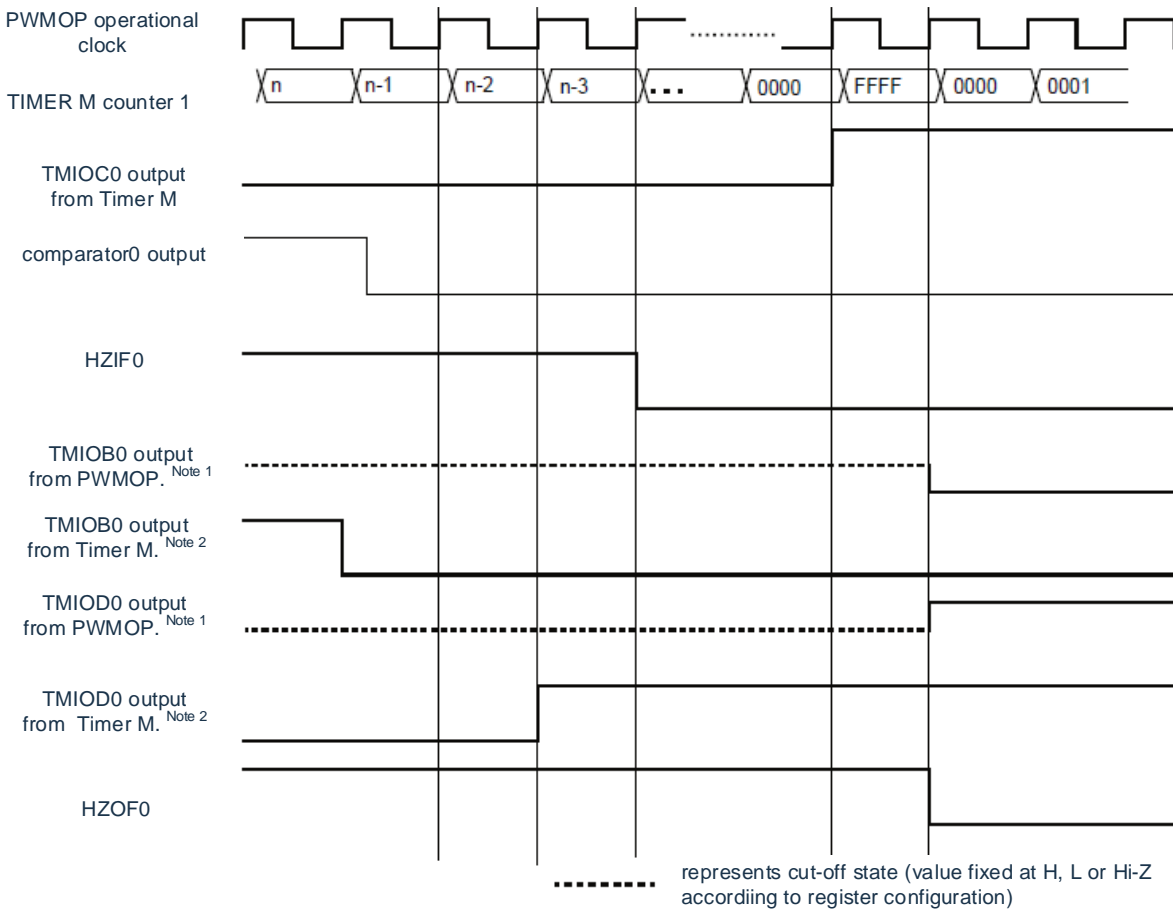 PWMOP operational
clock
TIMER M counter 1
n
n-1
n-2
n-3
...
0000
FFFF
0000
0001
TMIOC0 output
from Timer M
comparator0 output
HZIF0
TMIOB0 output
from PWMOP. Note 1
TMIOB0 output
from Timer M. Note 2
TMIOD0 output
from PWMOP. Note 1
TMIOD0 output
from Timer M. Note 2
HZOF0
represents cut-off state (value fixed at H, L or Hi-Z
accordiing to register configuration)